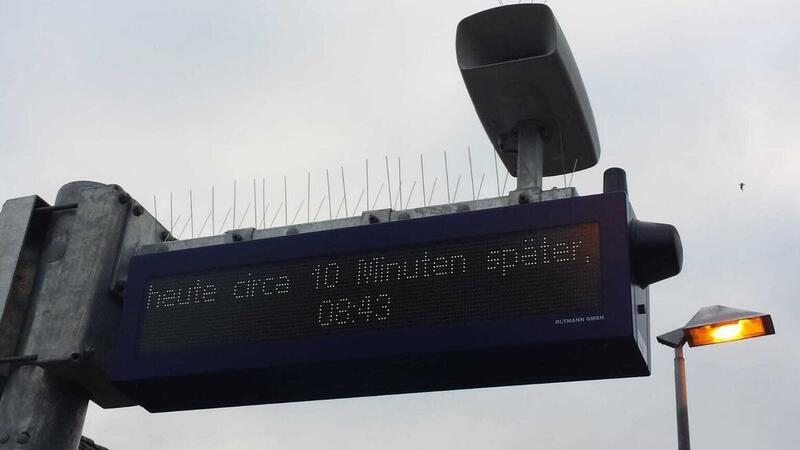 heute circa 10 Minuten später.
08:43
OLTMANN GMBH